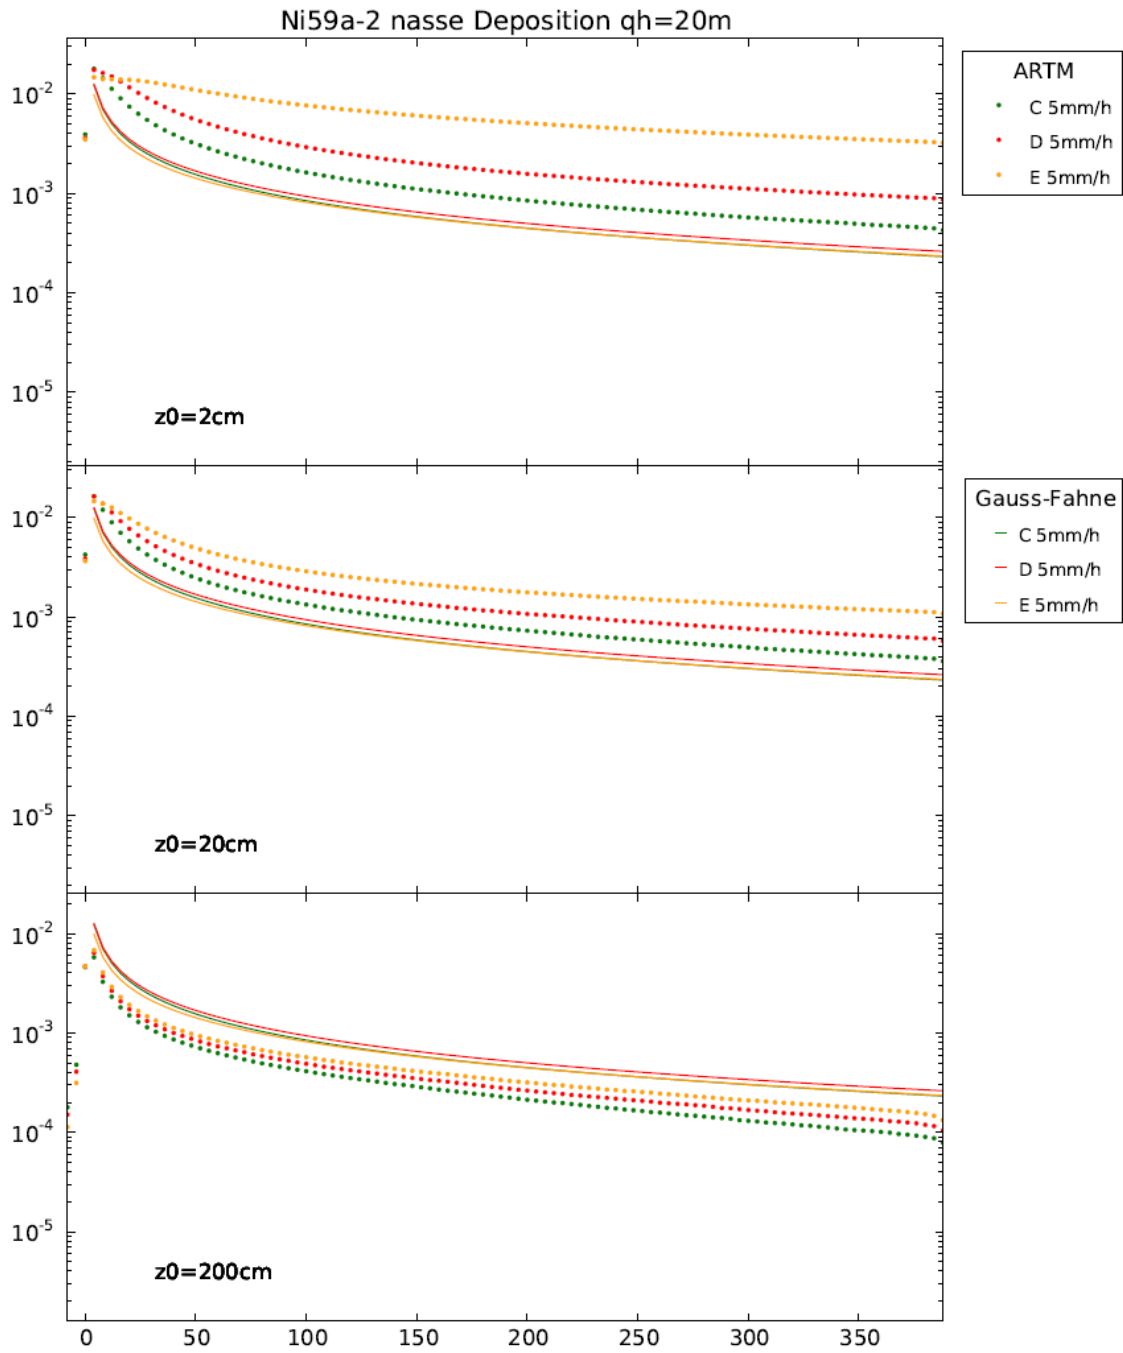 Ni59a-2 nasse Deposition qh=20m
10-2
10-3
10-4
10-5
z0=2cm
ARTM
C 5mm/h
D 5mm/h
E 5mm/h
10-2
10-3
10-4
10-5
z0=20cm
Gauss-Fahne
C 5mm/h
D 5mm/h
E 5mm/h
10-2
10-3
10-4
10-5
z0=200cm
0 50 100 150 200 250 300 350